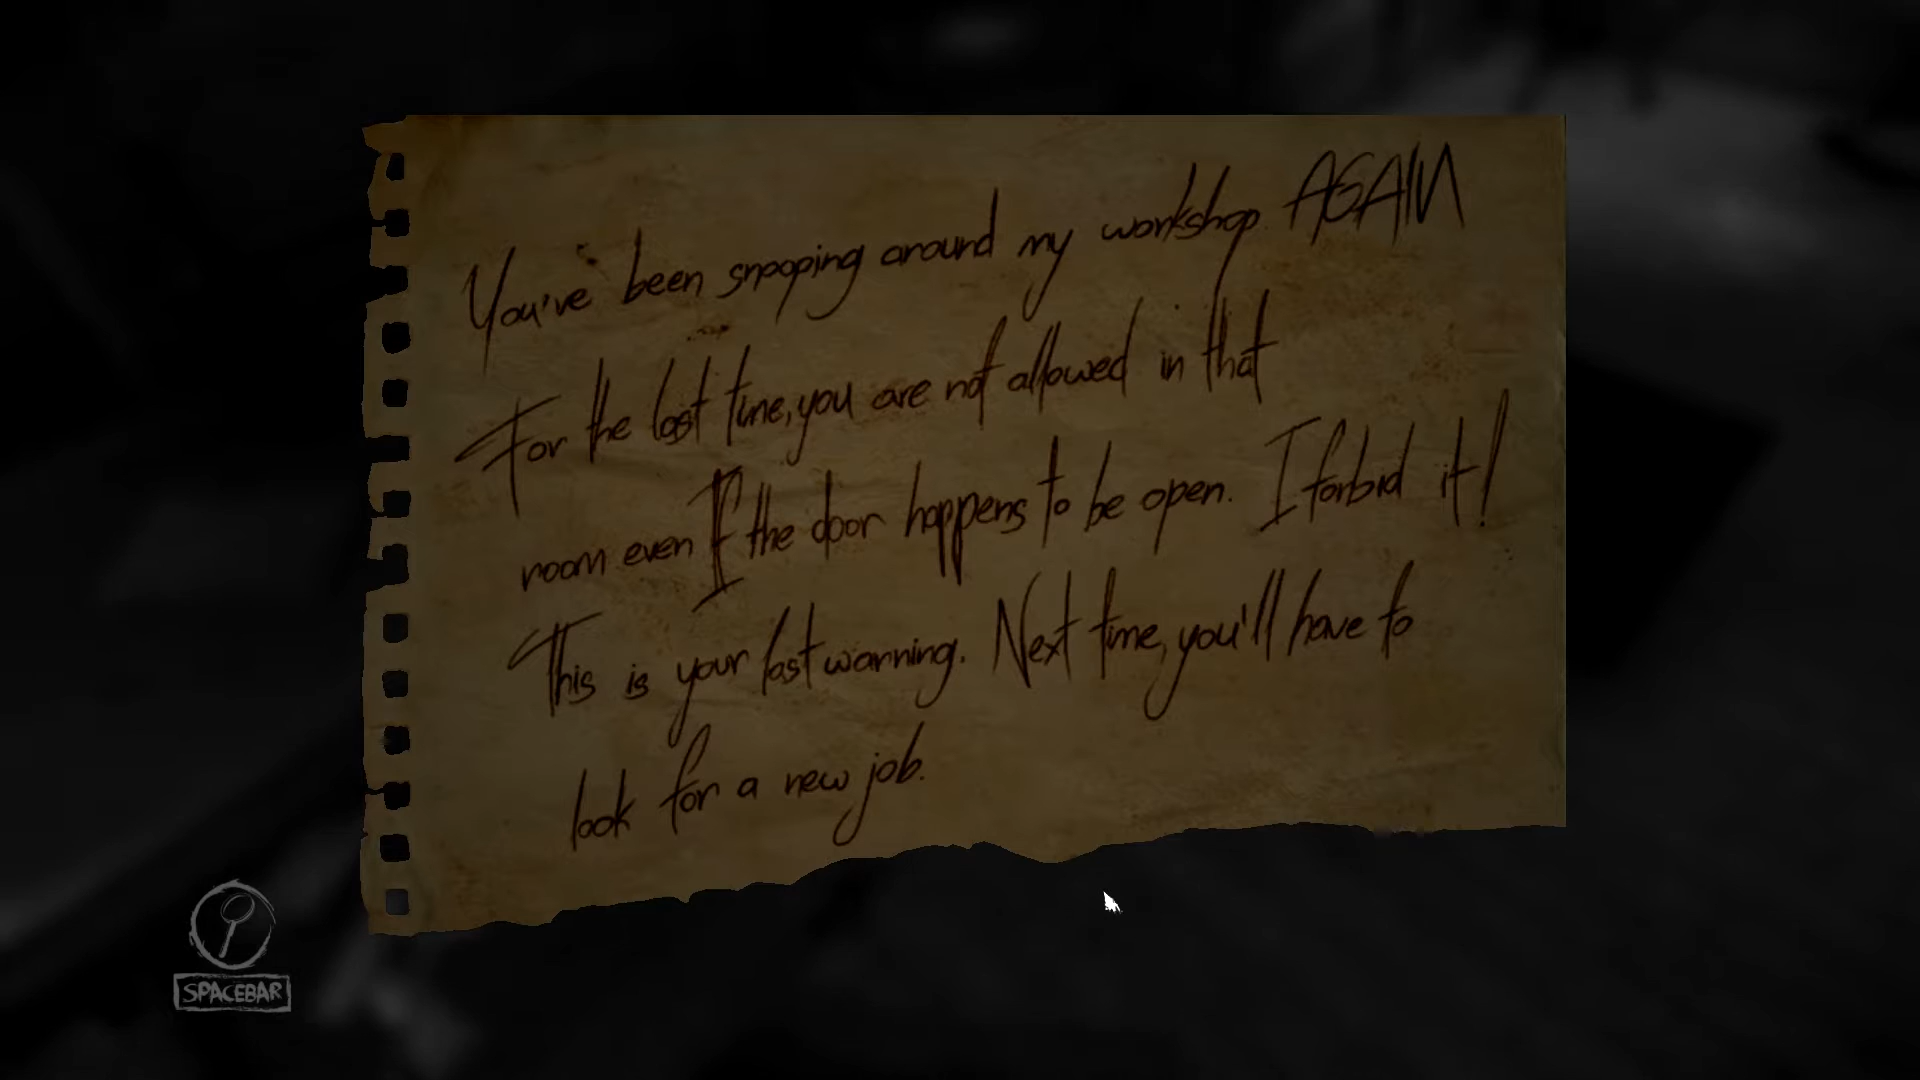 You've been snooping around my workshop AGAIN
For the last time, you are not allowed in that
room even If the door happens to be open. I forbid it!
This is your last warning. Next time, you'll have to
look for a new job.
SPACEBAR